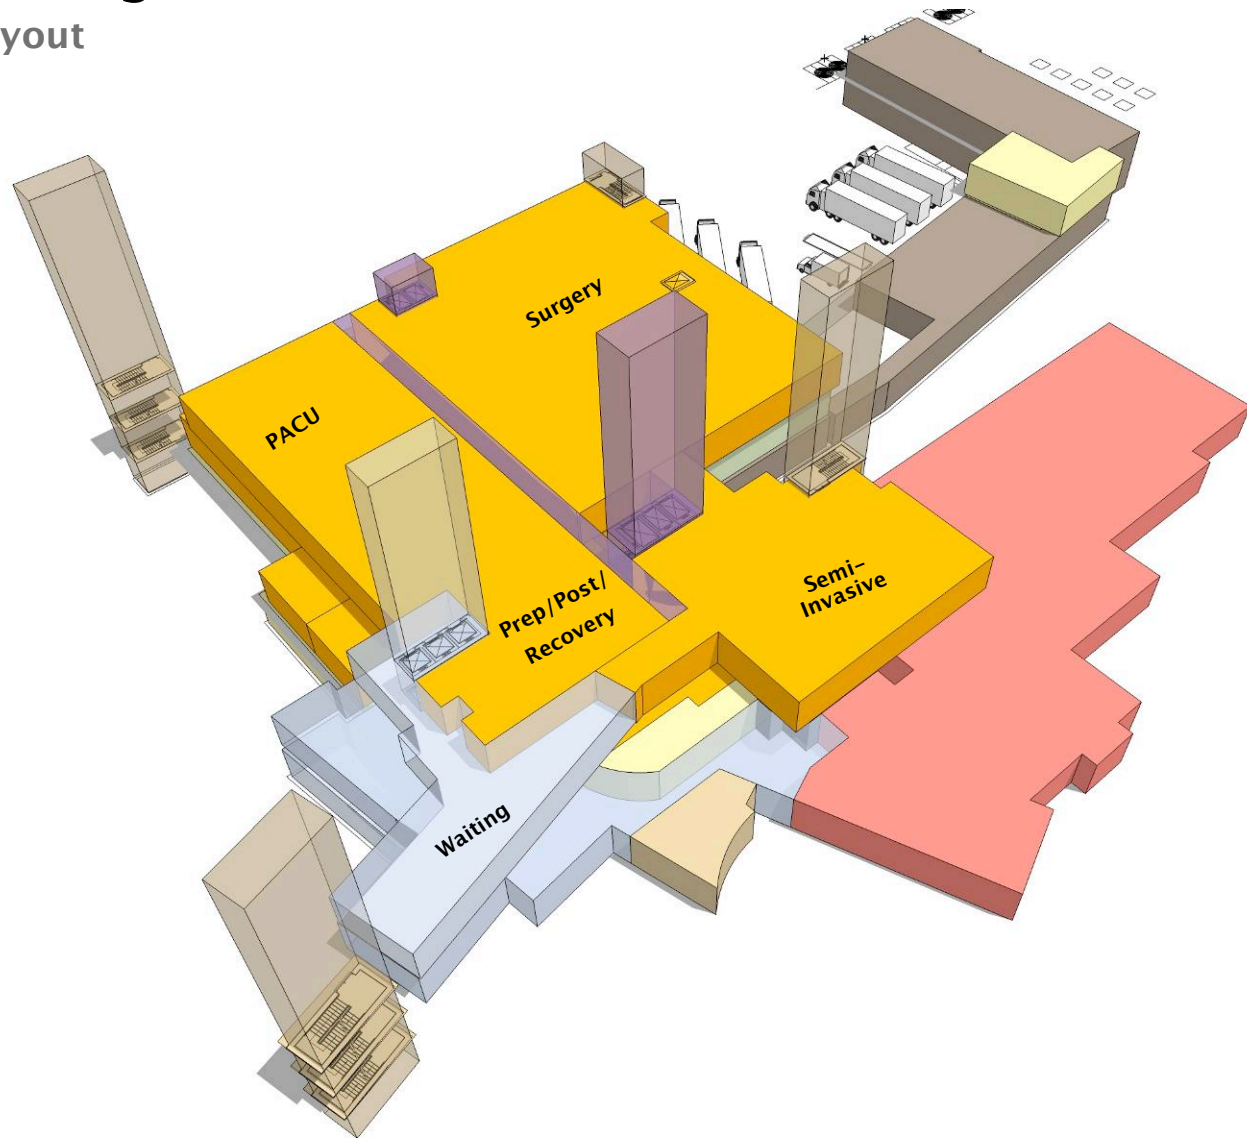 yout
Surgery
PACU
Prep/Post/
Recovery
Semi-
Invasive
Waiting